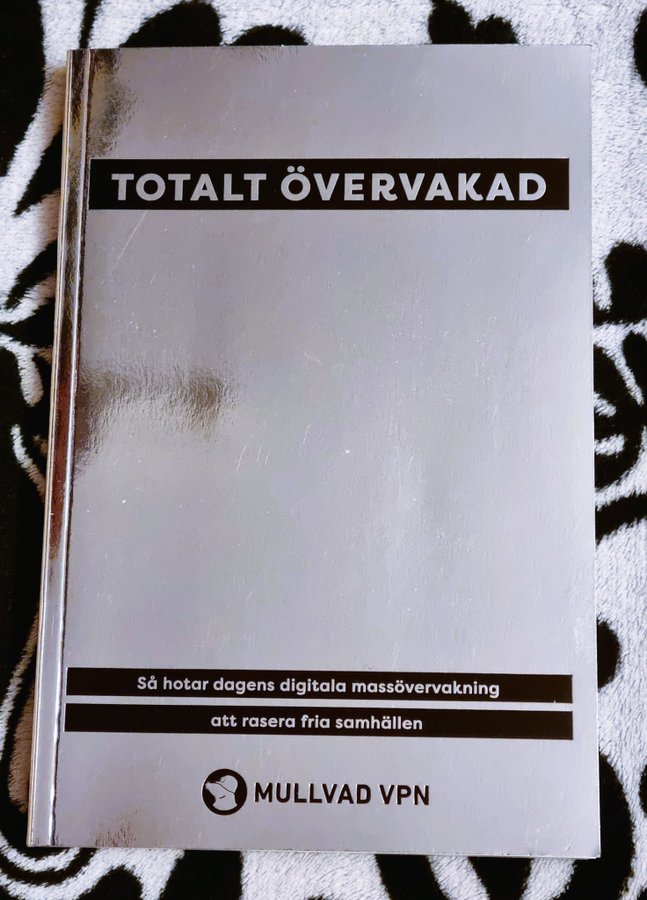 TOTALT ÖVERVAKAD
Så hotar dagens digitala massövervakning
att rasera fria samhällen
MULLVAD VPN